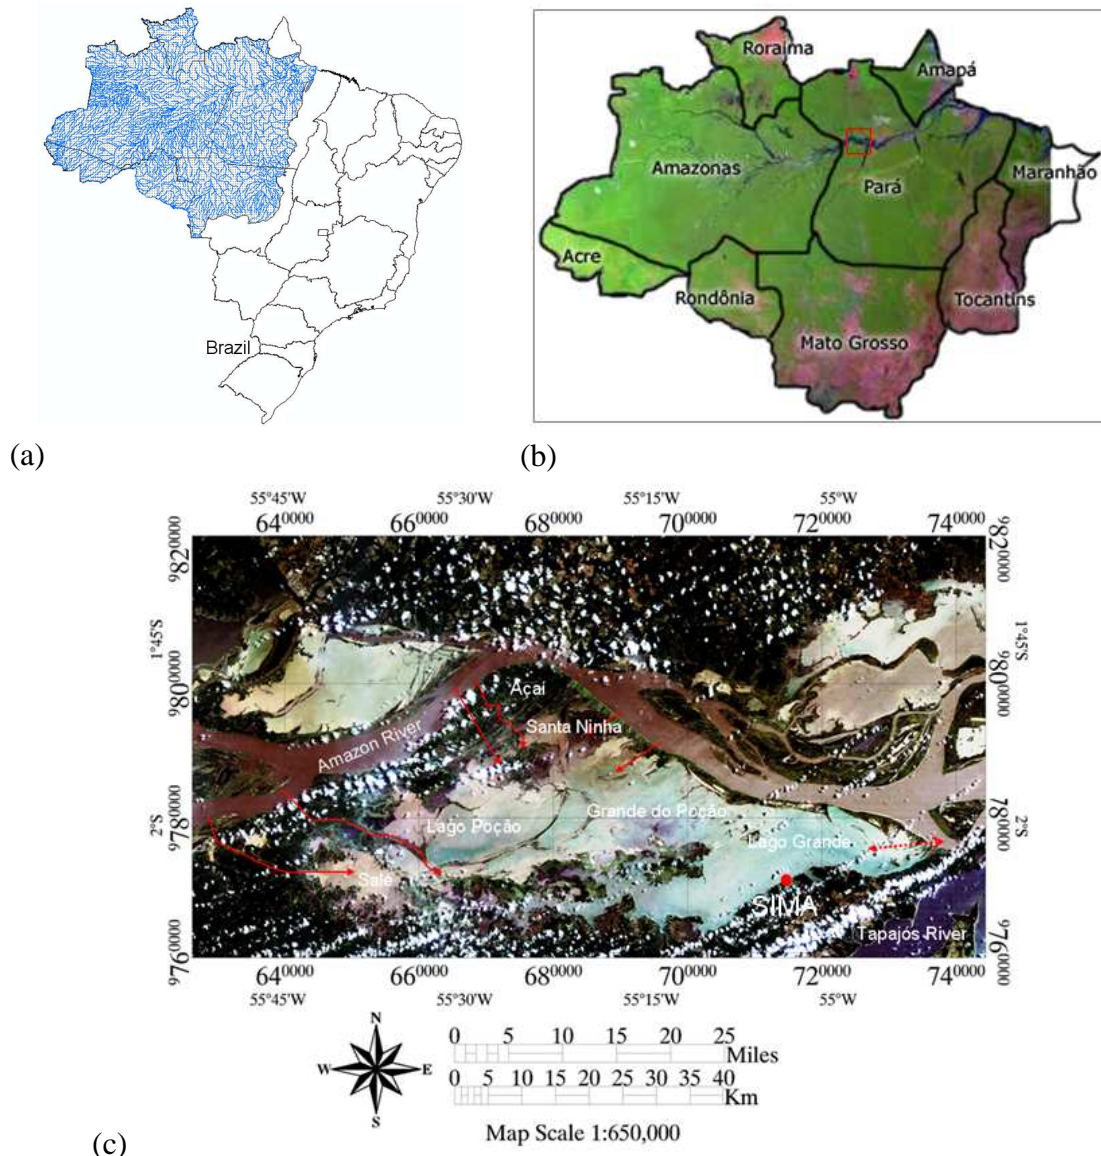 Brazil
(a)
Roraima
Amapá
Amazonas
Pará
Maranhão
Acre
Rondônia
Tocantins
Mato Grosso
(b)
55°45'W 55°30'W 55°15'W 55°W
640000 660000 680000 700000 720000 740000
9820000 9820000
1°45'S 1°45'S
9800000 9800000
Açaí
Santa Ninha
Amazon River
Grande do Poção
Lago Poção
9780000 9780000
2°S 2°S
Lago Grande
Salé
SIMA
Tapajós River
9760000 9760000
640000 660000 680000 700000 720000 740000
55°45'W 55°30'W 55°15'W 55°W
N
W E
S
0 5 10 15 20 25
Miles
0 5 10 15 20 25 30 35 40
Km
Map Scale 1:650,000
(c)